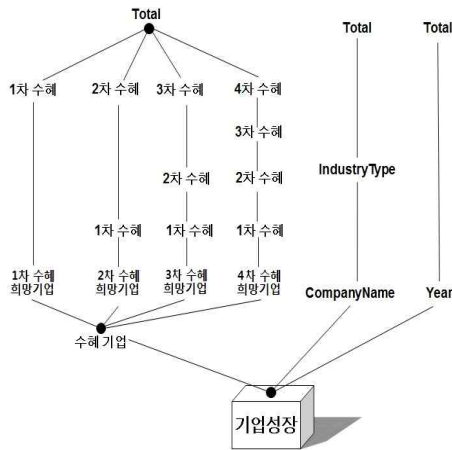 Total
Total
Total
1차 수혜
2차 수혜
3차 수혜
4차 수혜
3차 수혜
IndustryType
2차 수혜
2차 수혜
1차 수혜
1차 수혜
1차 수혜
1차 수혜
희망기업
2차 수혜
희망기업
3차 수혜
희망기업
4차 수혜
희망기업
CompanyName
Year
수혜 기업
기업성장